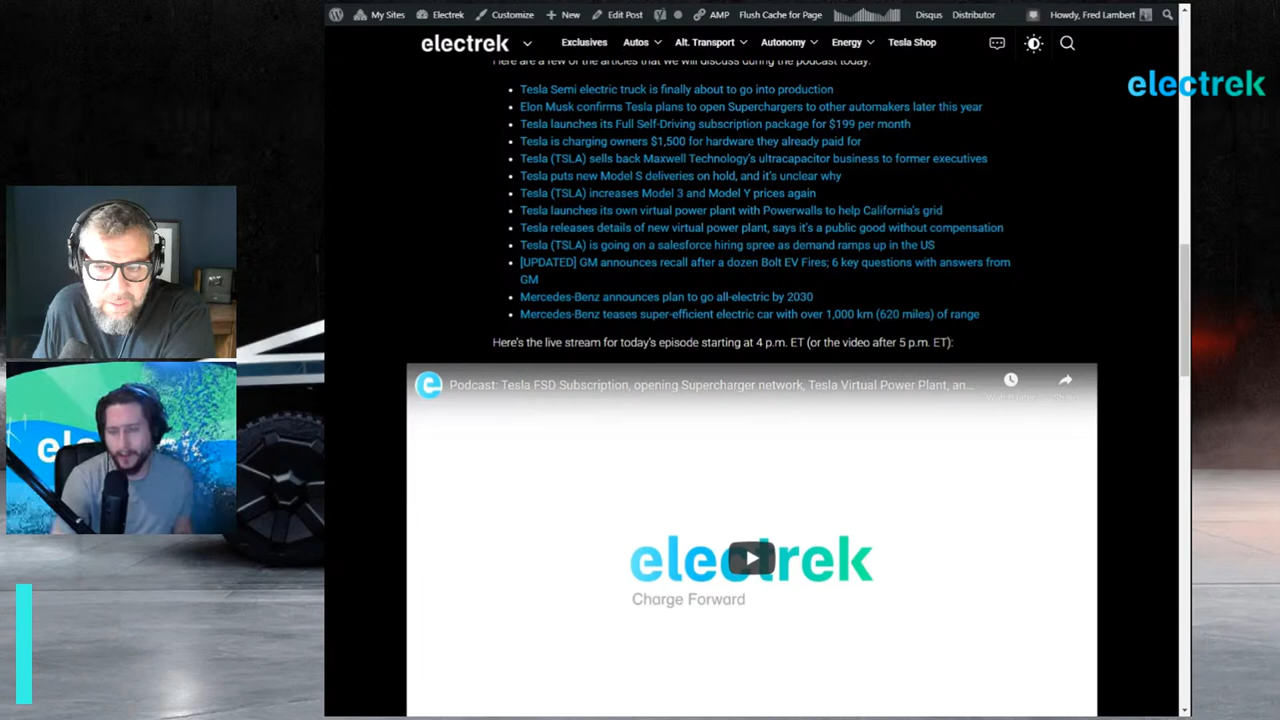 My Sites Electrek Customize New Edit Post AMP Flush Cache for Page Disqus Distributor Howdy, Fred Lambert
electrek Exclusives Autos Alt. Transport Autonomy Energy Tesla Shop
electrek
Here are a few of the articles that we will discuss during the podcast today:
Tesla Semi electric truck is finally about to go into production
Elon Musk confirms Tesla plans to open Superchargers to other automakers later this year
Tesla launches its Full Self-Driving subscription package for $199 per month
Tesla is charging owners $1,500 for hardware they already paid for
Tesla (TSLA) sells back Maxwell Technology's ultracapacitor business to former executives
Tesla puts new Model S deliveries on hold, and it's unclear why
Tesla (TSLA) increases Model 3 and Model Y prices again
Tesla launches its own virtual power plant with Powerwalls to help California's grid
Tesla releases details of new virtual power plant, says it's a public good without compensation
Tesla (TSLA) is going on a salesforce hiring spree as demand ramps up in the US
[UPDATED] GM announces recall after a dozen Bolt EV Fires; 6 key questions with answers from
GM
Mercedes-Benz announces plan to go all-electric by 2030
Mercedes-Benz teases super-efficient electric car with over 1,000 km (620 miles) of range
Here's the live stream for today's episode starting at 4 p.m. ET (or the video after 5 p.m. ET):
e Podcast: Tesla FSD Subscription, opening Supercharger network, Tesla Virtual Power Plant, an...
Watch later Share
electrek
Charge Forward